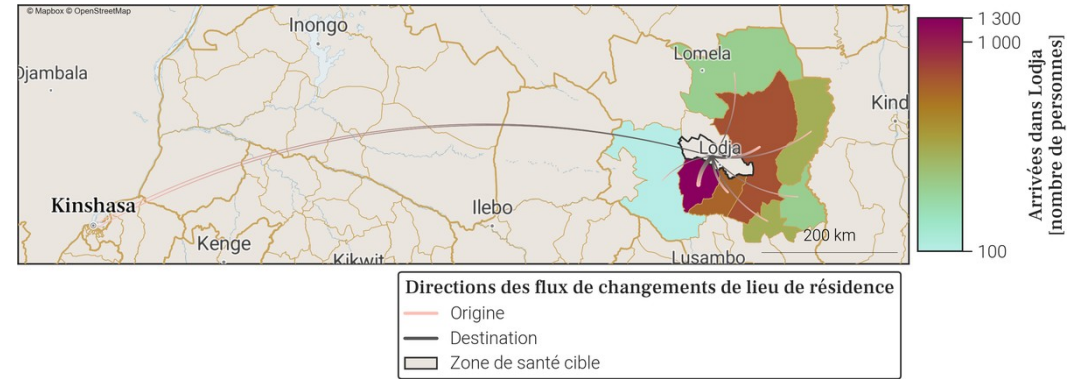 © Mapbox © OpenStreetMap
Inongo
Djambala
Lomela
Kind
Lodja
Kinshasa
Ilebo
Kenge
Kikwit
200 km
Lusambo
1 300
1 000
100
Arrivées dans Lodja
[nombre de personnes]
Directions des flux de changements de lieu de résidence
Origine
Destination
Zone de santé cible